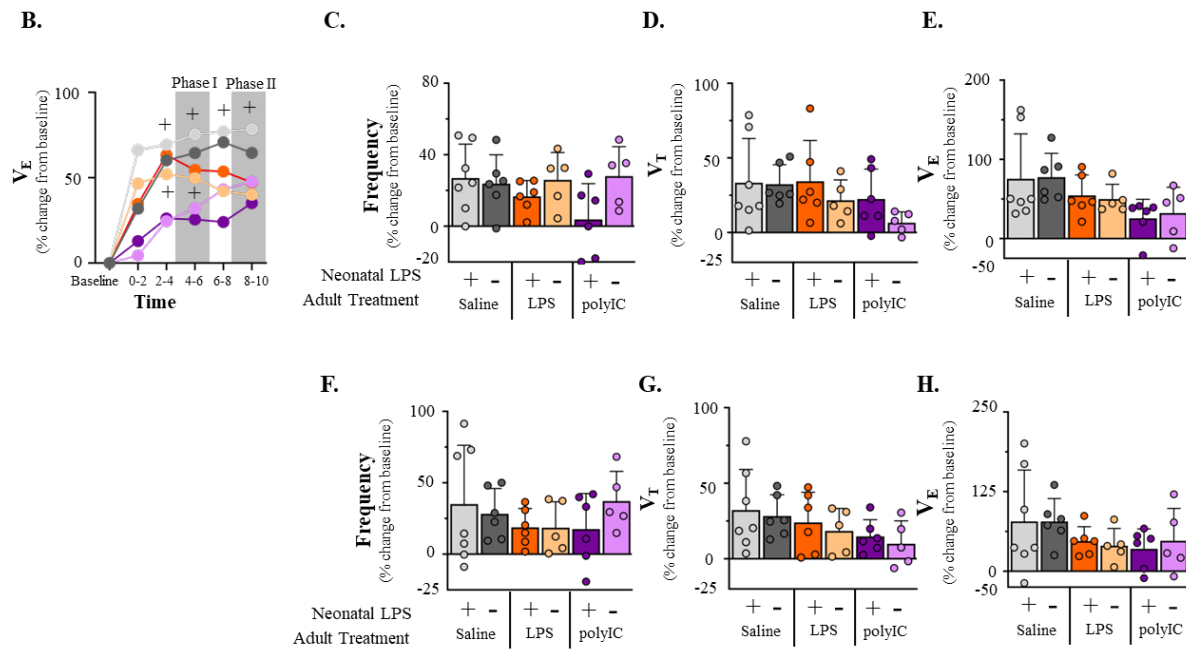 B.
C.
D.
E.
Phase I Phase II
100
50
0
V_E
(% change from baseline)
+ + + +
+ +
Baseline 0-2 2-4 4-6 6-8 8-10
Time
80
40
0
-20
Frequency
(% change from baseline)
100
50
0
-25
V_T
(% change from baseline)
200
100
0
-50
V_E
(% change from baseline)
Neonatal LPS + - + - + - + - + - + - + - + - + -
Adult Treatment Saline LPS polyIC Saline LPS polyIC Saline LPS polyIC
F.
G.
H.
100
50
0
-25
Frequency
(% change from baseline)
100
50
0
-25
V_T
(% change from baseline)
250
125
0
-50
V_E
(% change from baseline)
Neonatal LPS + - + - + - + - + - + - + - + - + -
Adult Treatment Saline LPS polyIC Saline LPS polyIC Saline LPS polyIC